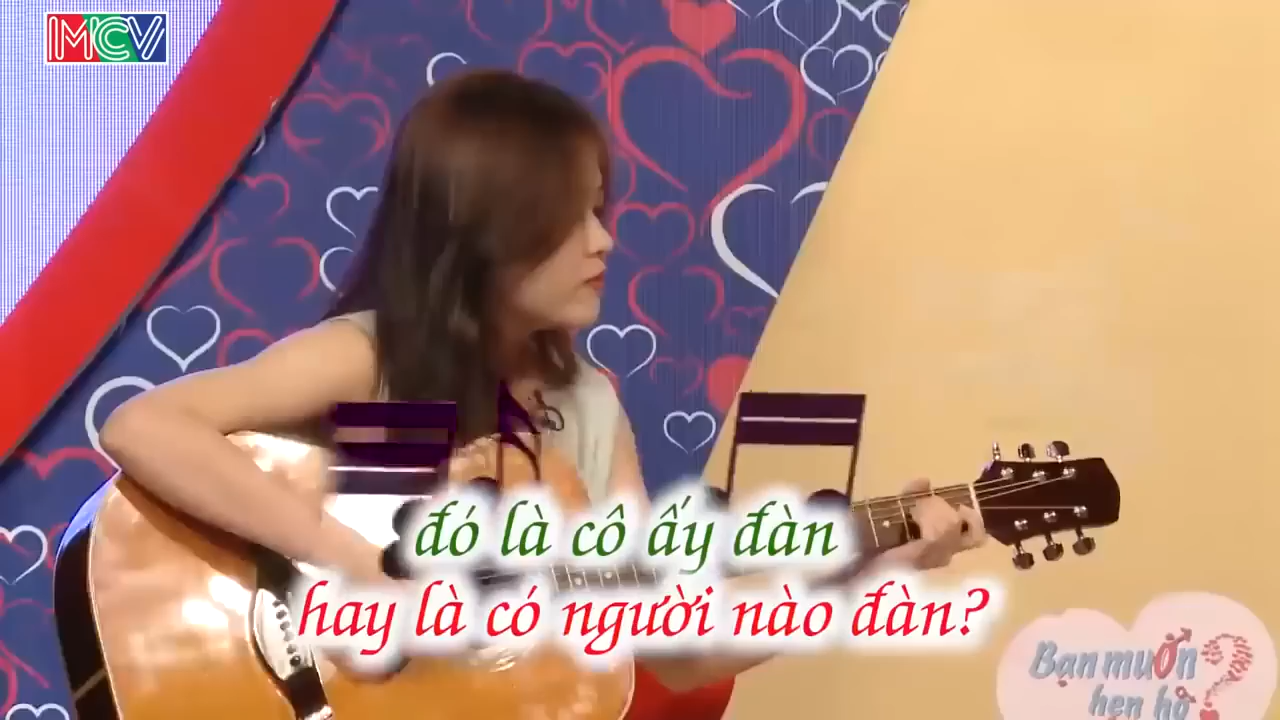 MCV
đó là cô ấy đàn
hay là có người nào đàn?
Bạn muốn
hẹn hò